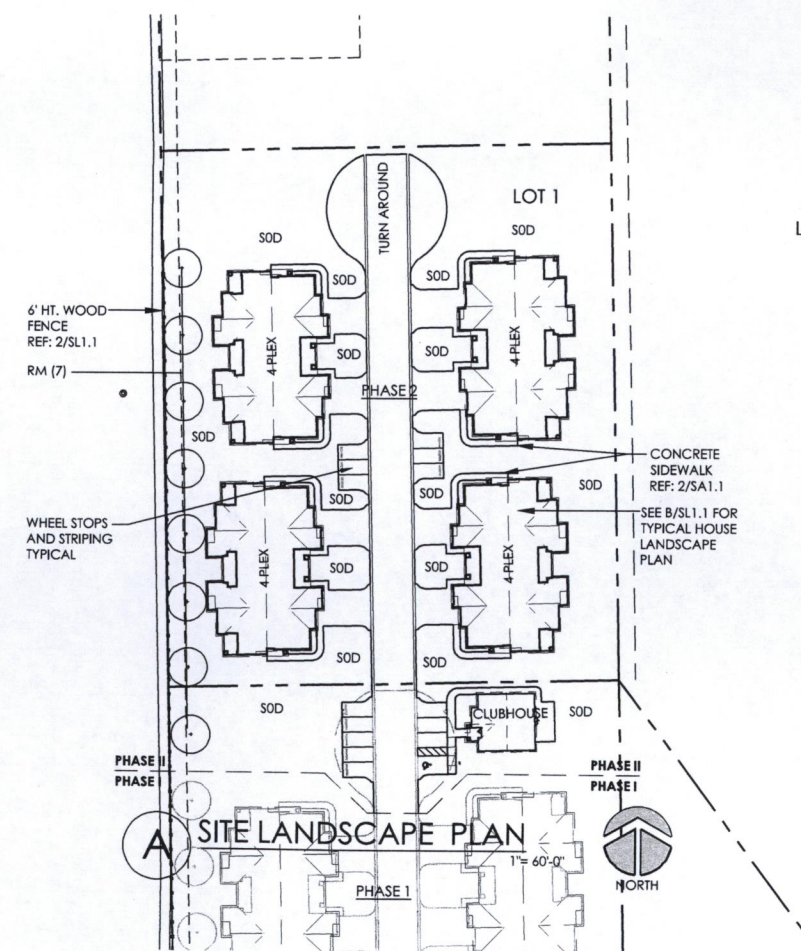 TURN AROUND
LOT 1
L
SOD
SOD
SOD
SOD
6' HT. WOOD
FENCE
REF: 2/SL1.1
RM (7)
4-PLEX
SOD
SOD
4-PLEX
PHASE 2
SOD
CONCRETE
SIDEWALK
REF: 2/SA1.1
SOD
SOD
SOD
WHEEL STOPS
AND STRIPING
TYPICAL
SEE B/SL1.1 FOR
TYPICAL HOUSE
LANDSCAPE
PLAN
4-PLEX
SOD
SOD
4-PLEX
SOD
SOD
SOD
CLUBHOUSE
SOD
PHASE II
PHASE I
PHASE II
PHASE I
A
SITE LANDSCAPE PLAN
1"= 60'-0"
PHASE 1
NORTH